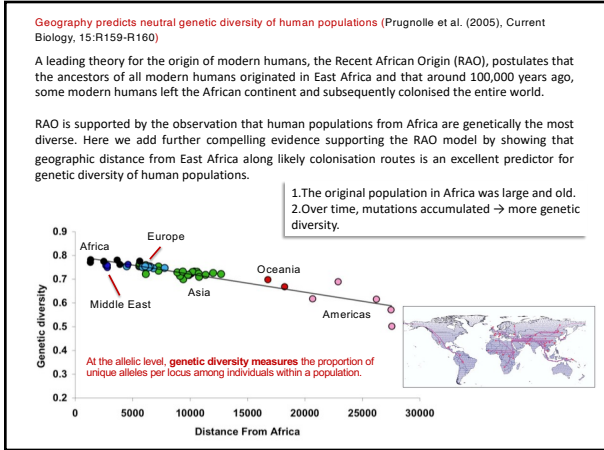 Geography predicts neutral genetic diversity of human populations (Prugnolle et al. (2005), Current
Biology, 15:R159-R160)
A leading theory for the origin of modern humans, the Recent African Origin (RAO), postulates that
the ancestors of all modern humans originated in East Africa and that around 100,000 years ago,
some modern humans left the African continent and subsequently colonised the entire world.
RAO is supported by the observation that human populations from Africa are genetically the most
diverse. Here we add further compelling evidence supporting the RAO model by showing that
geographic distance from East Africa along likely colonisation routes is an excellent predictor for
genetic diversity of human populations.
1.The original population in Africa was large and old.
2.Over time, mutations accumulated → more genetic
diversity.
Genetic diversity
0.9
0.8
0.7
0.6
0.5
0.4
0.3
0.2
Africa
Europe
Middle East
Asia
Oceania
Americas
At the allelic level, genetic diversity measures the proportion of
unique alleles per locus among individuals within a population.
0 5000 10000 15000 20000 25000 30000
Distance From Africa